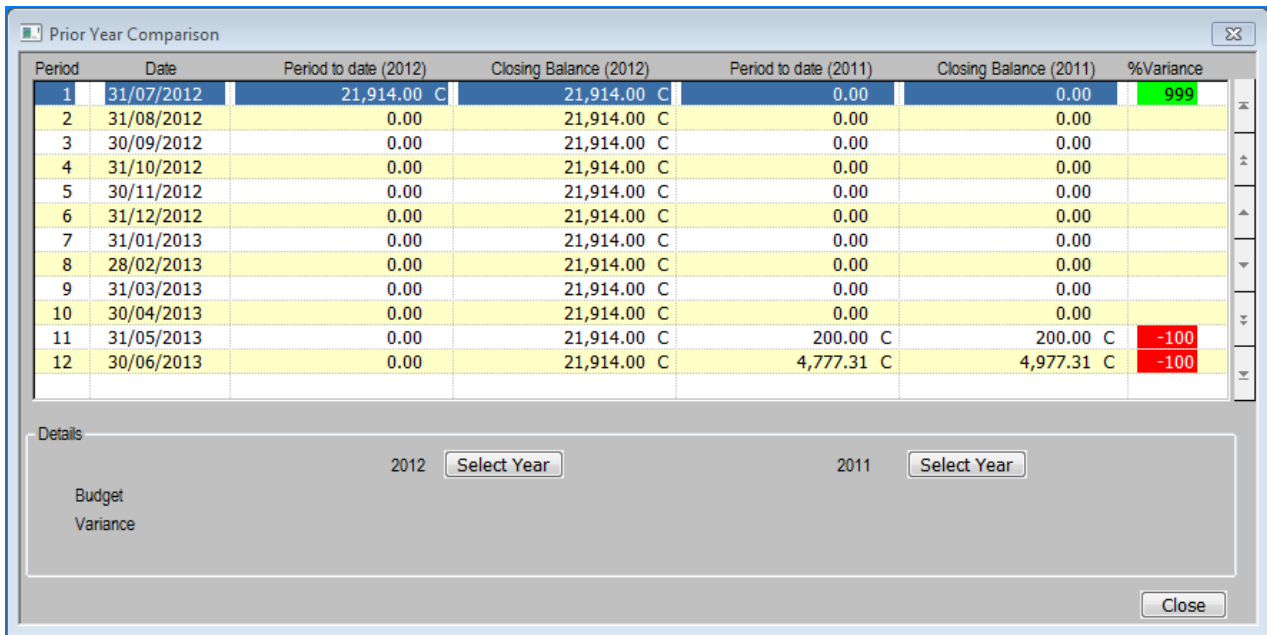 Prior Year Comparison
Period Date Period to date (2012) Closing Balance (2012) Period to date (2011) Closing Balance (2011) %Variance
1 31/07/2012 21,914.00 C 21,914.00 C 0.00 0.00 999
2 31/08/2012 0.00 21,914.00 C 0.00 0.00
3 30/09/2012 0.00 21,914.00 C 0.00 0.00
4 31/10/2012 0.00 21,914.00 C 0.00 0.00
5 30/11/2012 0.00 21,914.00 C 0.00 0.00
6 31/12/2012 0.00 21,914.00 C 0.00 0.00
7 31/01/2013 0.00 21,914.00 C 0.00 0.00
8 28/02/2013 0.00 21,914.00 C 0.00 0.00
9 31/03/2013 0.00 21,914.00 C 0.00 0.00
10 30/04/2013 0.00 21,914.00 C 0.00 0.00
11 31/05/2013 0.00 21,914.00 C 200.00 C 200.00 C -100
12 30/06/2013 0.00 21,914.00 C 4,777.31 C 4,977.31 C -100
Details
2012 Select Year 2011 Select Year
Budget
Variance
Close